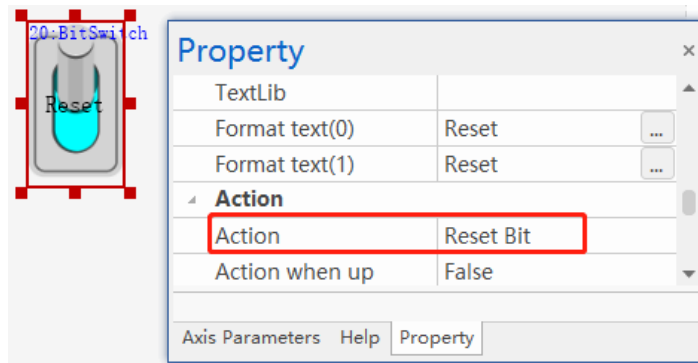 20:BitSwitch
Reset
Property
TextLib
Format text(0) Reset ...
Format text(1) Reset ...
Action
Action Reset Bit
Action when up False
Axis Parameters Help Property